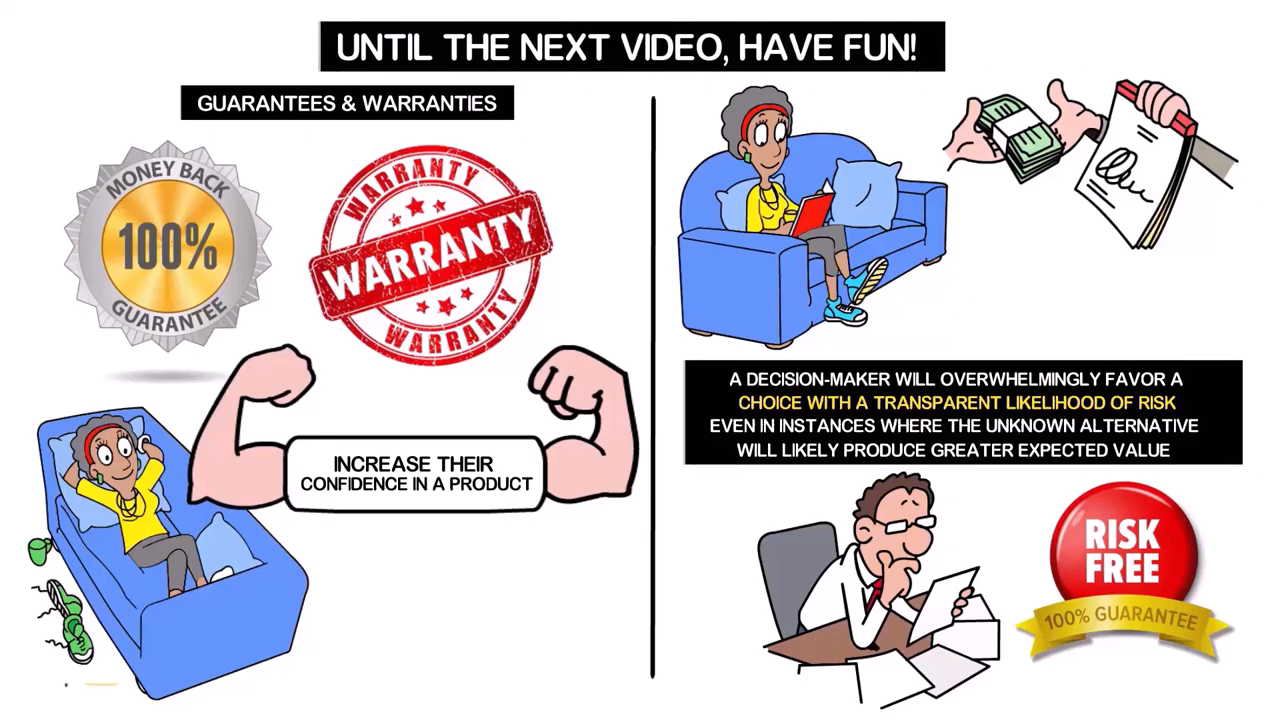 UNTIL THE NEXT VIDEO, HAVE FUN!
GUARANTEES & WARRANTIES
MONEY BACK
100%
GUARANTEE
WARRANTY
WARRANTY
WARRANTY
INCREASE THEIR
CONFIDENCE IN A PRODUCT
A DECISION-MAKER WILL OVERWHELMINGLY FAVOR A
CHOICE WITH A TRANSPARENT LIKELIHOOD OF RISK
EVEN IN INSTANCES WHERE THE UNKNOWN ALTERNATIVE
WILL LIKELY PRODUCE GREATER EXPECTED VALUE
RISK
FREE
100% GUARANTEE